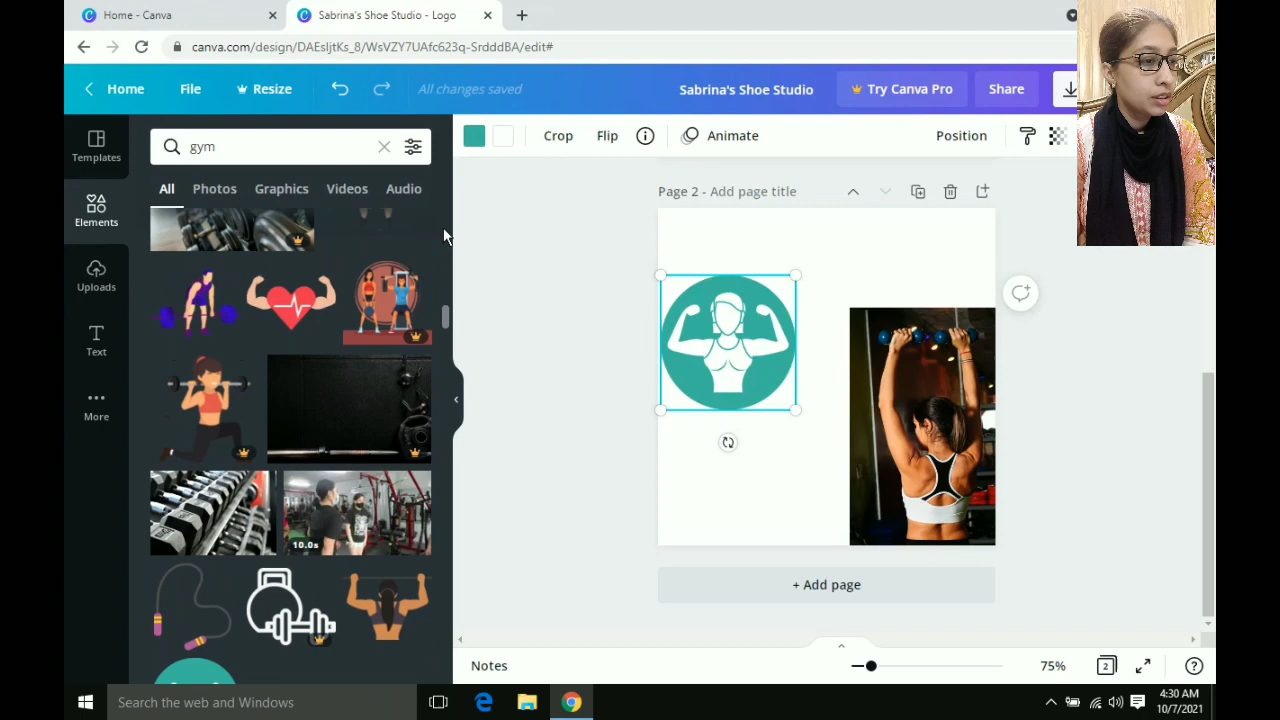 Home - Canva
Sabrina's Shoe Studio - Logo
canva.com/design/DAEsljtKs_8/WsVZY7UAfc623q-SrdddBA/edit#
Home
File
Resize
All changes saved
Sabrina's Shoe Studio
Try Canva Pro
Share
Templates
Elements
Uploads
Text
More
gym
All
Photos
Graphics
Videos
Audio
10.0s
Crop
Flip
Animate
Position
Page 2 - Add page title
+ Add page
Notes
75%
2
Search the web and Windows
4:30 AM
10/7/2021